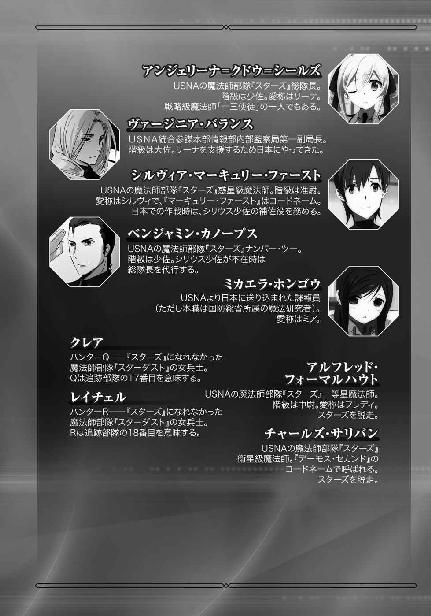 アンジェリーナ＝クドウ＝シールズ
USNAの魔法師部隊『スターズ』総隊長。
階級は少佐。愛称はリーナ。
戦略級魔法師「十三使徒」の一人でもある。
ヴァージニア・バランス
USNA統合参謀本部情報部内部監察局第一副局長。
階級は大佐。リーナを支援するため日本にやってきた。
シルヴィア・マーキュリー・ファースト
USNAの魔法師部隊『スターズ』惑星級魔法師。階級は准尉。
愛称はシルヴィで、『マーキュリー・ファースト』はコードネーム。
日本での作戦時は、シリウス少佐の補佐役を務める。
ベンジャミン・カノープス
USNAの魔法師部隊『スターズ』ナンバー・ツー。
階級は少佐。シリウス少佐が不在時は
総隊長を代行する。
ミカエラ・ホンゴウ
USNAより日本に送り込まれた諜報員
（ただし本職は国防総省所属の魔法研究者）。
愛称はミア。
クレア
ハンターQ――『スターズ』になれなかった
魔法師部隊『スターダスト』の女兵士。
Qは追跡部隊の17番目を意味する。
レイチェル
ハンターR――『スターズ』になれなかった
魔法師部隊『スターダスト』の女兵士。
Rは追跡部隊の18番目を意味する。
アルフレッド・
フォーマルハウト
USNAの魔法師部隊『スターズ』一等星魔法師。
階級は中尉。愛称はフレディ。
スターズを脱走。
チャールズ・サリバン
USNAの魔法師部隊『スターズ』
衛星級魔法師。『デーモス・セカンド』の
コードネームで呼ばれる。
スターズを脱走。